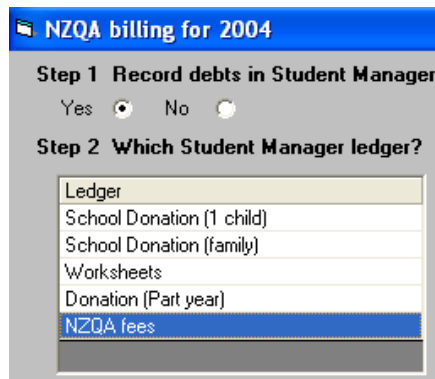 NZQA billing for 2004
Step 1 Record debts in Student Manager
Yes No
Step 2 Which Student Manager ledger?
Ledger
School Donation (1 child)
School Donation (family)
Worksheets
Donation (Part year)
NZQA fees